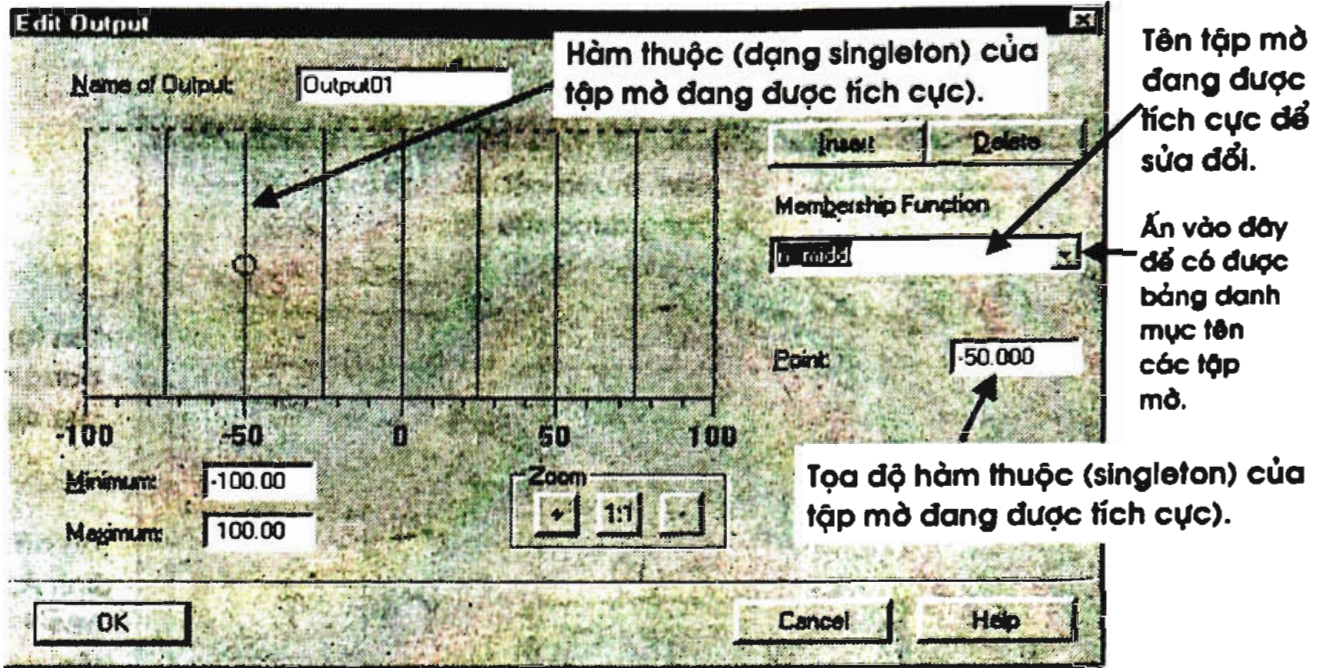 Edit Output
Name of Output:
Output01
Hàm thuộc (dạng singleton) của
tập mờ đang được tích cực).
Tên tập mờ
đang được
tích cực để
sửa đổi.
Insert
Delete
Membership Function
Ấn vào đây
để có được
bảng danh
mục tên
các tập
mờ.
Point:
-50.000
-100
-50
0
50
100
Minimum:
-100.00
Maximum:
100.00
Zoom
+
1:1
-
Tọa độ hàm thuộc (singleton) của
tập mờ đang được tích cực).
OK
Cancel
Help